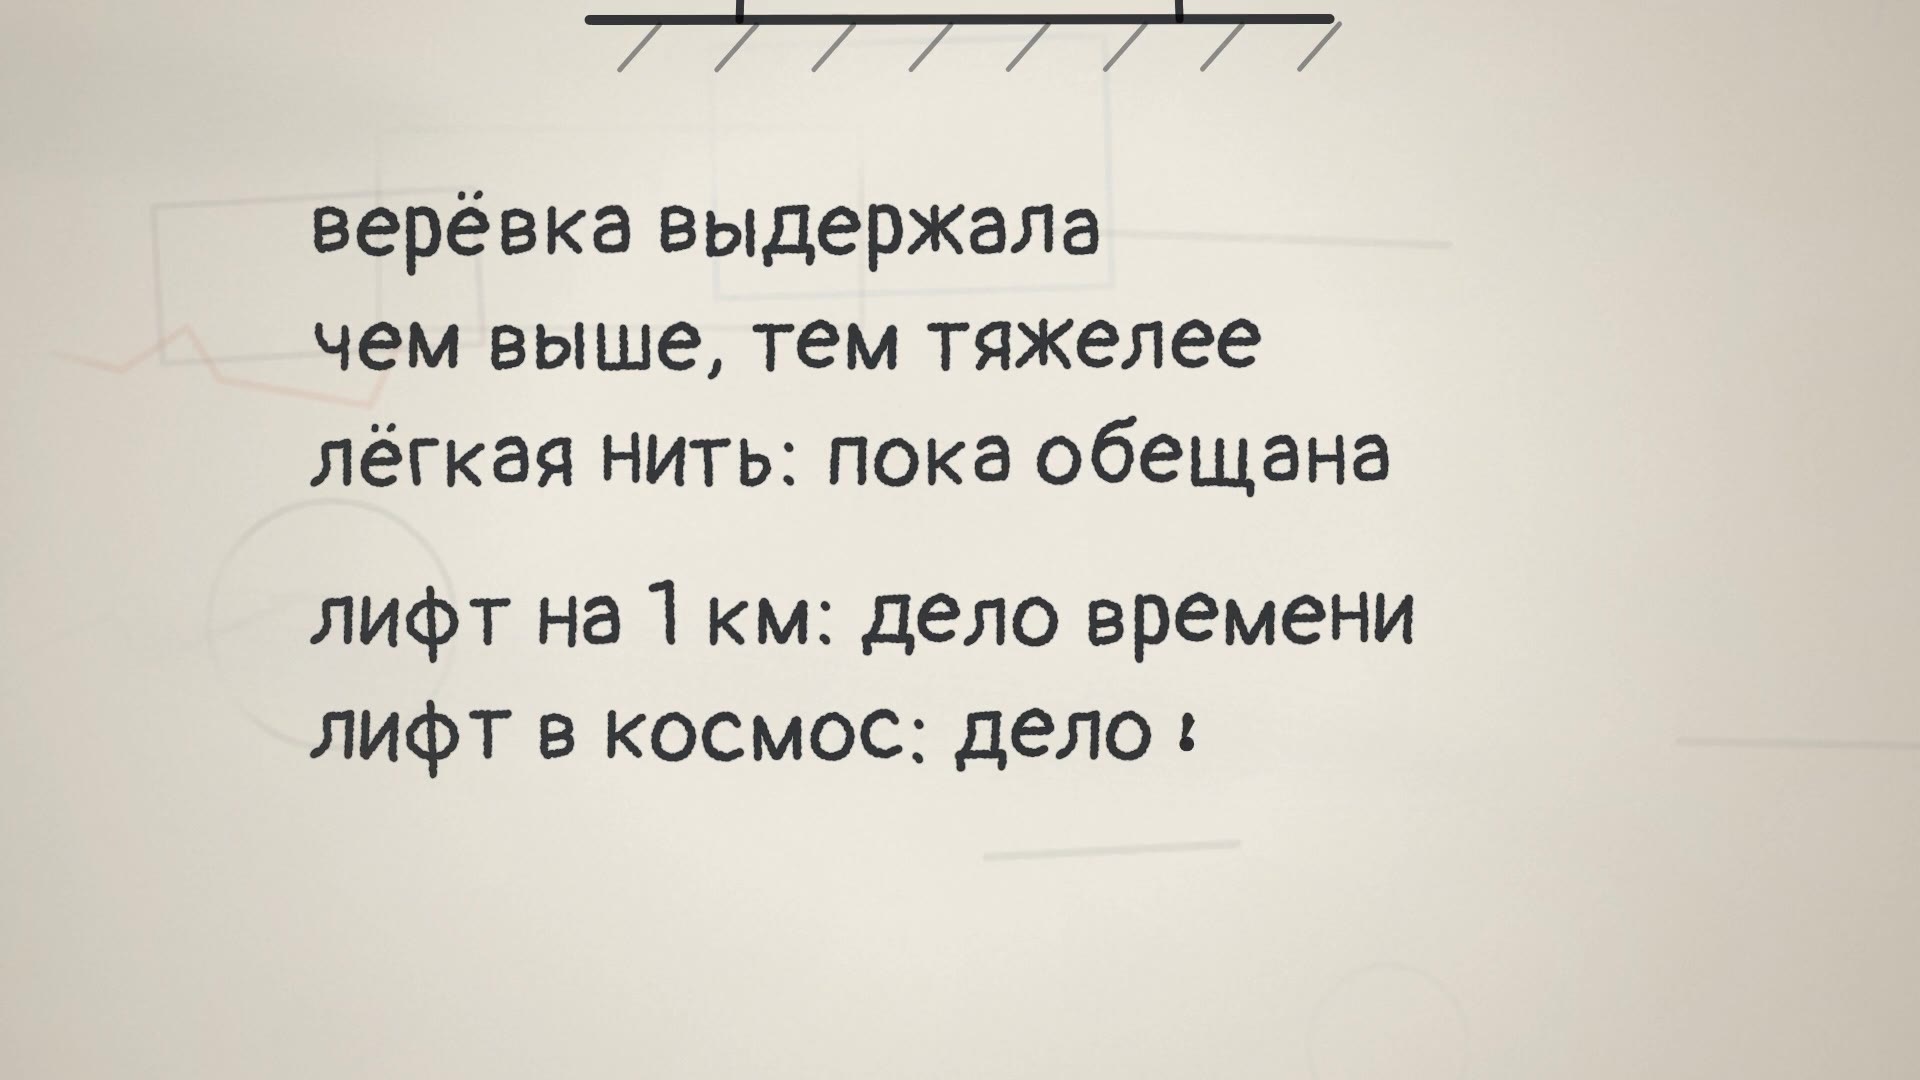 верёвка выдержала
чем выше, тем тяжелее
лёгкая нить: пока обещана
лифт на 1 км: дело времени
лифт в космос: дело